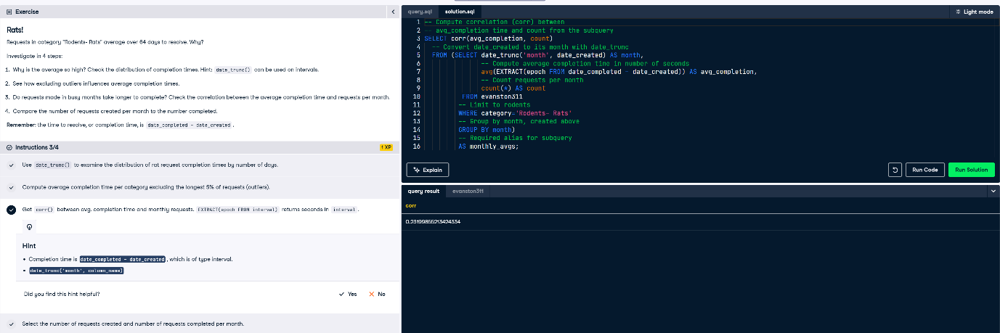 Exercise
Rats!
Requests in category "Rodents- Rats" average over 64 days to resolve. Why?
Investigate in 4 steps:
1. Why is the average so high? Check the distribution of completion times. Hint: date_trunc() can be used on intervals.
2. See how excluding outliers influences average completion times.
3. Do requests made in busy months take longer to complete? Check the correlation between the average completion time and requests per month.
4. Compare the number of requests created per month to the number completed.
Remember: the time to resolve, or completion time, is date_completed - date_created .
Instructions 3/4
XP
Use date_trunc() to examine the distribution of rat request completion times by number of days.
Compute average completion time per category excluding the longest 5% of requests (outliers).
Get corr() between avg. completion time and monthly requests. EXTRACT(epoch FROM interval) returns seconds in interval .
Hint
• Completion time is date_completed - date_created , which is of type interval.
• date_trunc('month', column_name)
Did you find this hint helpful?
Yes
No
Select the number of requests created and number of requests completed per month.
query.sql
solution.sql
Light mode
1 -- Compute correlation (corr) between
2 -- avg_completion time and count from the subquery
3 SELECT corr(avg_completion, count)
4 -- Convert date_created to its month with date_trunc
5 FROM (SELECT date_trunc('month', date_created) AS month,
6 -- Compute average completion time in number of seconds
7 avg(EXTRACT(epoch FROM date_completed - date_created)) AS avg_completion,
8 -- Count requests per month
9 count(*) AS count
10 FROM evanston311
11 -- Limit to rodents
12 WHERE category='Rodents- Rats'
13 -- Group by month, created above
14 GROUP BY month)
15 -- Required alias for subquery
16 AS monthly_avgs;
Explain
Run Code
Run Solution
query result
evanston311
corr
0.23199855213424334